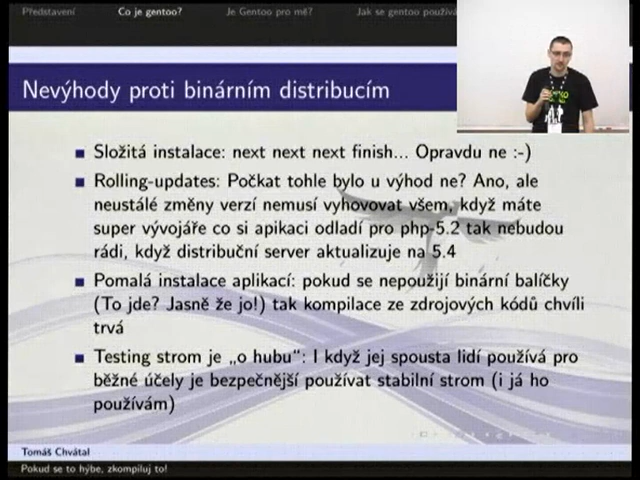 Představení
Co je gentoo?
Je Gentoo pro mě?
Jak se gentoo používá
Nevýhody proti binárním distribucím
Složitá instalace: next next next finish... Opravdu ne :-)
Rolling-updates: Počkat tohle bylo u výhod ne? Ano, ale
neustálé změny verzí nemusí vyhovovat všem, když máte
super vývojáře co si apikaci odladí pro php-5.2 tak nebudou
rádi, když distribuční server aktualizuje na 5.4
Pomalá instalace aplikací: pokud se nepoužijí binární balíčky
(To jde? Jasně že jo!) tak kompilace ze zdrojových kódů chvíli
trvá
Testing strom je „o hubu“: I když jej spousta lidí používá pro
běžné účely je bezpečnější používat stabilní strom (i já ho
používám)
Tomáš Chvátal
Pokud se to hýbe, zkompiluj to!